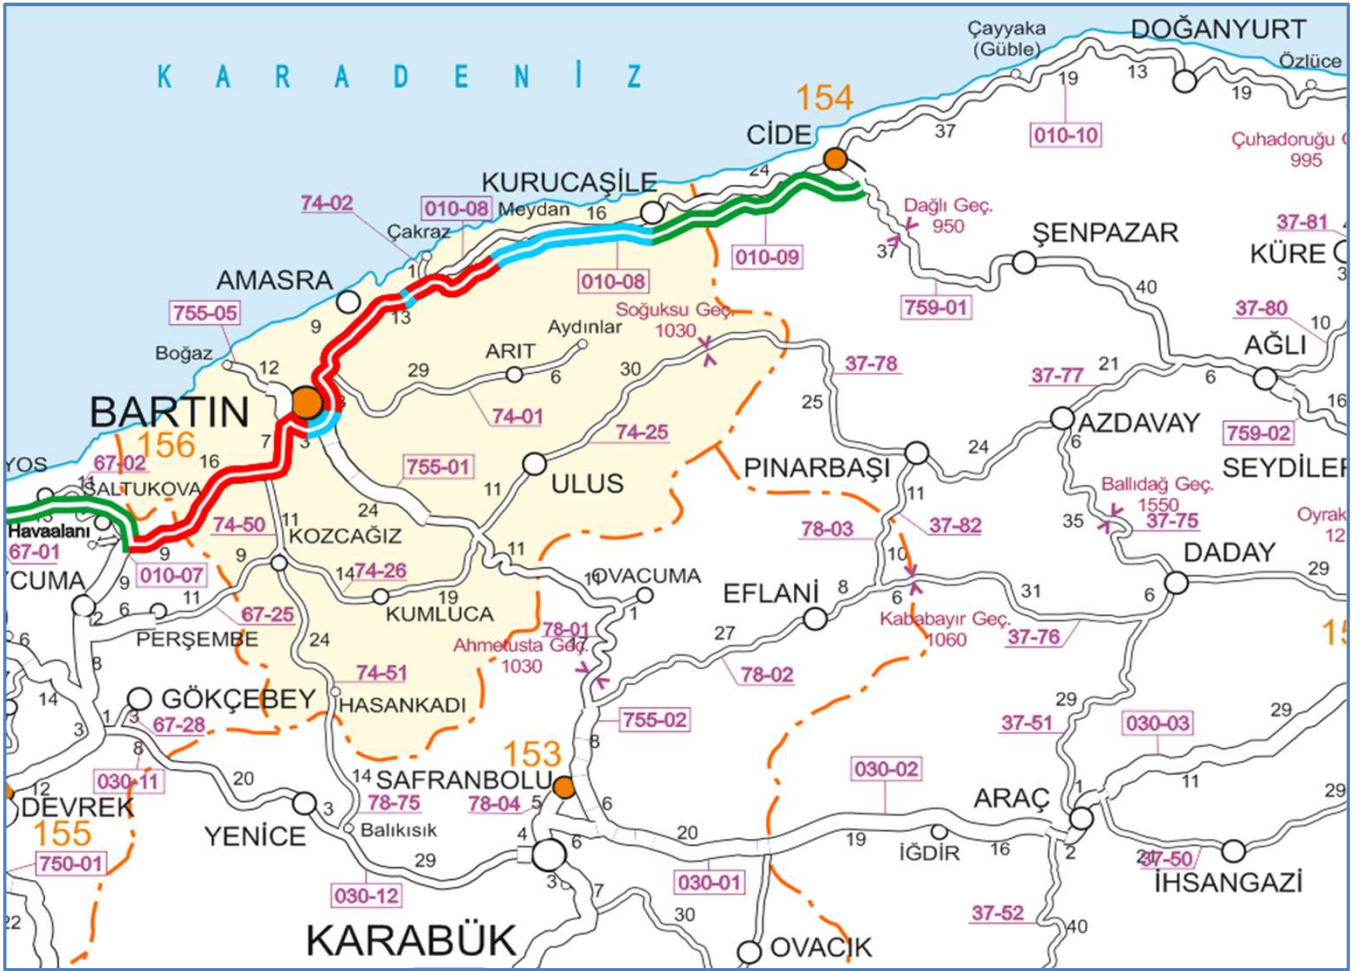 DOĞANYURT
Çayyaka
(Güble)
Özlüce
13
19
19
K A R A D E N İ Z
154
37
010-10
CİDE
Çuhadoruğu
995
24
KURUCAŞİLE
74-02
010-08
Meydan
16
Dağlı Geç.
950
37-81
Çakraz
ŞENPAZAR
KÜRE
37
010-09
1
AMASRA
010-08
40
759-01
37-80
755-05
9
13
Soğuksu Geç.
1030
10
Aydınlar
AĞLI
Boğaz
12
ARIT
29
6
30
37-78
37-77
21
6
16
25
BARTIN
74-01
AZDAVAY
759-02
156
7
3
74-25
24
6
YOS
67-02
16
755-01
PINARBAŞI
SEYDİLER
11
SALTUKOVA
ULUS
11
11
Ballıdağ Geç.
1550
24
Havaalanı
74-50
11
KOZCAĞIZ
78-03
37-82
35
37-75
67-01
9
9
11
10
DADAY
010-07
14
74-26
OVACUMA
29
9
6
11
19
EFLANİ
8
6
31
6
67-25
KUMLUCA
1
PERŞEMBE
24
78-01
Kababayır Geç.
1060
37-76
6
Ahmetusta Geç.
1030
27
8
74-51
78-02
14
GÖKÇEBEY
HASANKADI
29
1
3
67-28
755-02
37-51
030-03
29
3
8
8
153
030-11
14
SAFRANBOLU
030-02
20
11
1
12
78-75
78-04
5
6
ARAÇ
29
DEVREK
3
YENİCE
Balıkısık
4
6
20
19
155
İĞDİR
16
2
37-50
750-01
29
030-12
3
7
030-01
İHSANGAZİ
37-52
30
40
KARABÜK
OVACIK